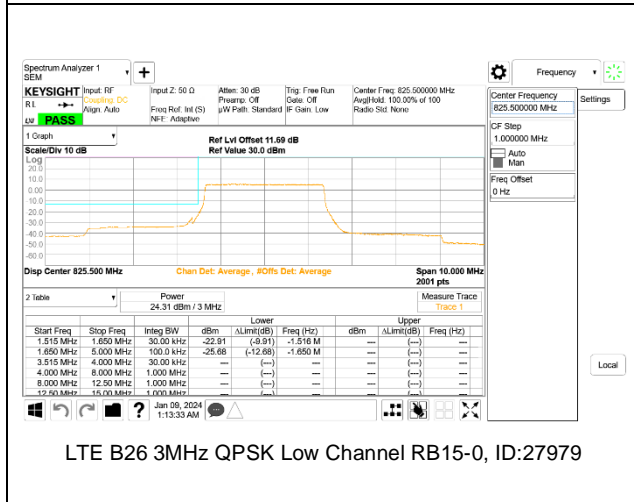 Spectrum Analyzer 1
SEM
Frequency
KEYSIGHT Input: RF Input Z: 50 Ω Atten: 30 dB Trig: Free Run Center Freq: 825.500000 MHz
RL Coupling: DC Preamp: Off Gate: Off Avg|Hold: 100.00% of 100
Align: Auto Freq Ref: Int (S) µW Path: Standard IF Gain: Low Radio Std: None
NFE: Adaptive
PASS
Center Frequency
825.500000 MHz
Settings
CF Step
1.000000 MHz
Auto
Man
Freq Offset
0 Hz
Local
1 Graph
Scale/Div 10 dB
Ref Lvl Offset 11.69 dB
Ref Value 30.0 dBm
Log
20.0
10.0
0.00
-10.0
-20.0
-30.0
-40.0
-50.0
-60.0
Disp Center 825.500 MHz Chan Det: Average , #Offs Det: Average Span 10.000 MHz
2001 pts
2 Table
Power
24.31 dBm / 3 MHz
Measure Trace
Trace 1
Lower Upper
Start Freq Stop Freq Integ BW dBm ΔLimit(dB) Freq (Hz) dBm ΔLimit(dB) Freq (Hz)
1.515 MHz 1.650 MHz 30.00 kHz -22.91 (-9.91) -1.516 M --- (---) ---
1.650 MHz 5.000 MHz 100.0 kHz -25.68 (-12.68) -1.650 M --- (---) ---
3.515 MHz 4.000 MHz 30.00 kHz --- (---) --- --- (---) ---
4.000 MHz 8.000 MHz 1.000 MHz --- (---) --- --- (---) ---
8.000 MHz 12.50 MHz 1.000 MHz --- (---) --- --- (---) ---
12.50 MHz 15.00 MHz 1.000 MHz --- (---) --- --- (---) ---
? Jan 09, 2024
1:13:33 AM
LTE B26 3MHz QPSK Low Channel RB15-0, ID:27979